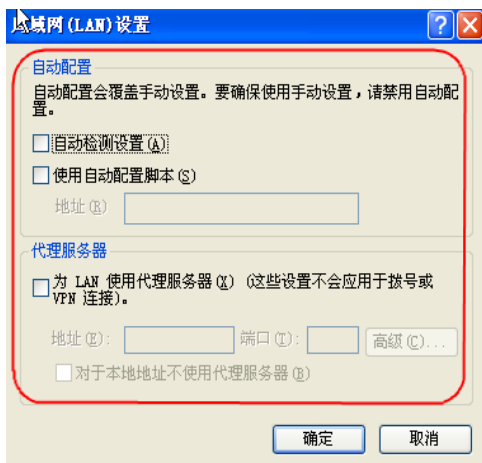 局域网(LAN)设置
自动配置
自动配置会覆盖手动设置。要确保使用手动设置，请禁用自动配
置。
自动检测设置(A)
使用自动配置脚本(S)
地址(R)
代理服务器
为 LAN 使用代理服务器(X) (这些设置不会应用于拨号或
VPN 连接)。
地址(E): 端口(T): 高级(C)...
对于本地地址不使用代理服务器(B)
确定 取消